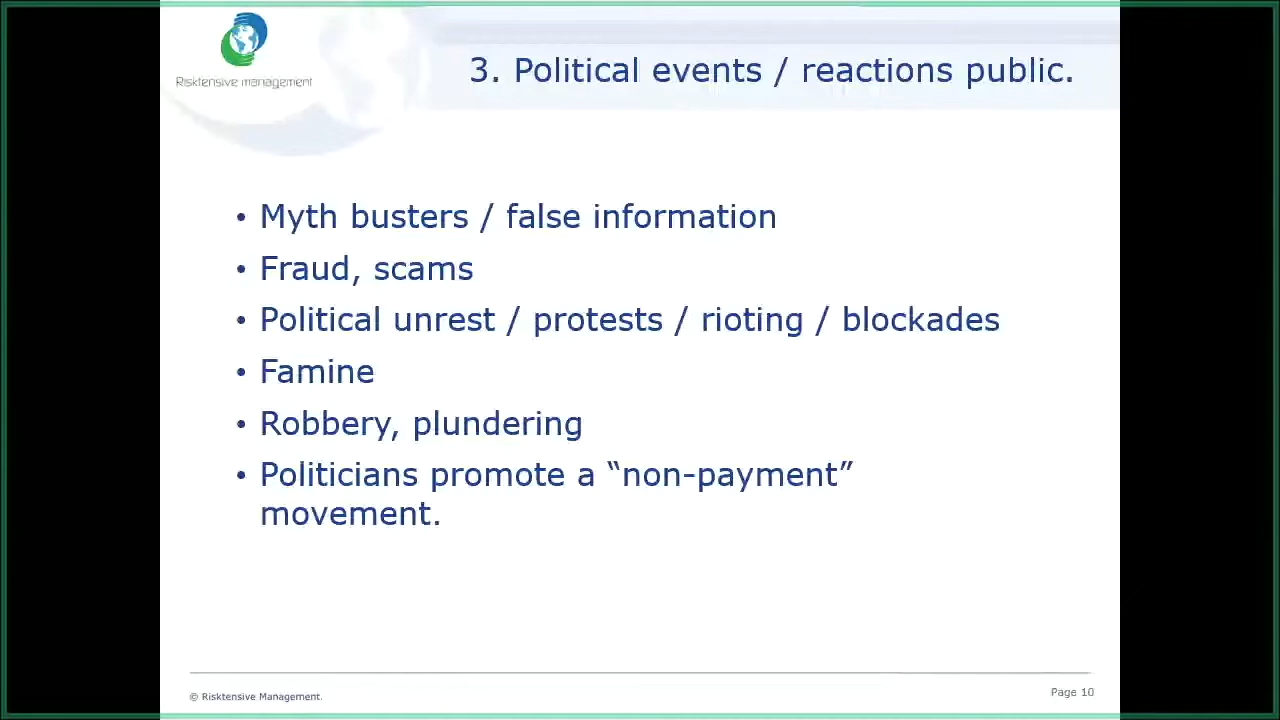 Risktensive management
3. Political events / reactions public.
• Myth busters / false information
• Fraud, scams
• Political unrest / protests / rioting / blockades
• Famine
• Robbery, plundering
• Politicians promote a “non-payment”
movement.
© Risktensive Management.
Page 10